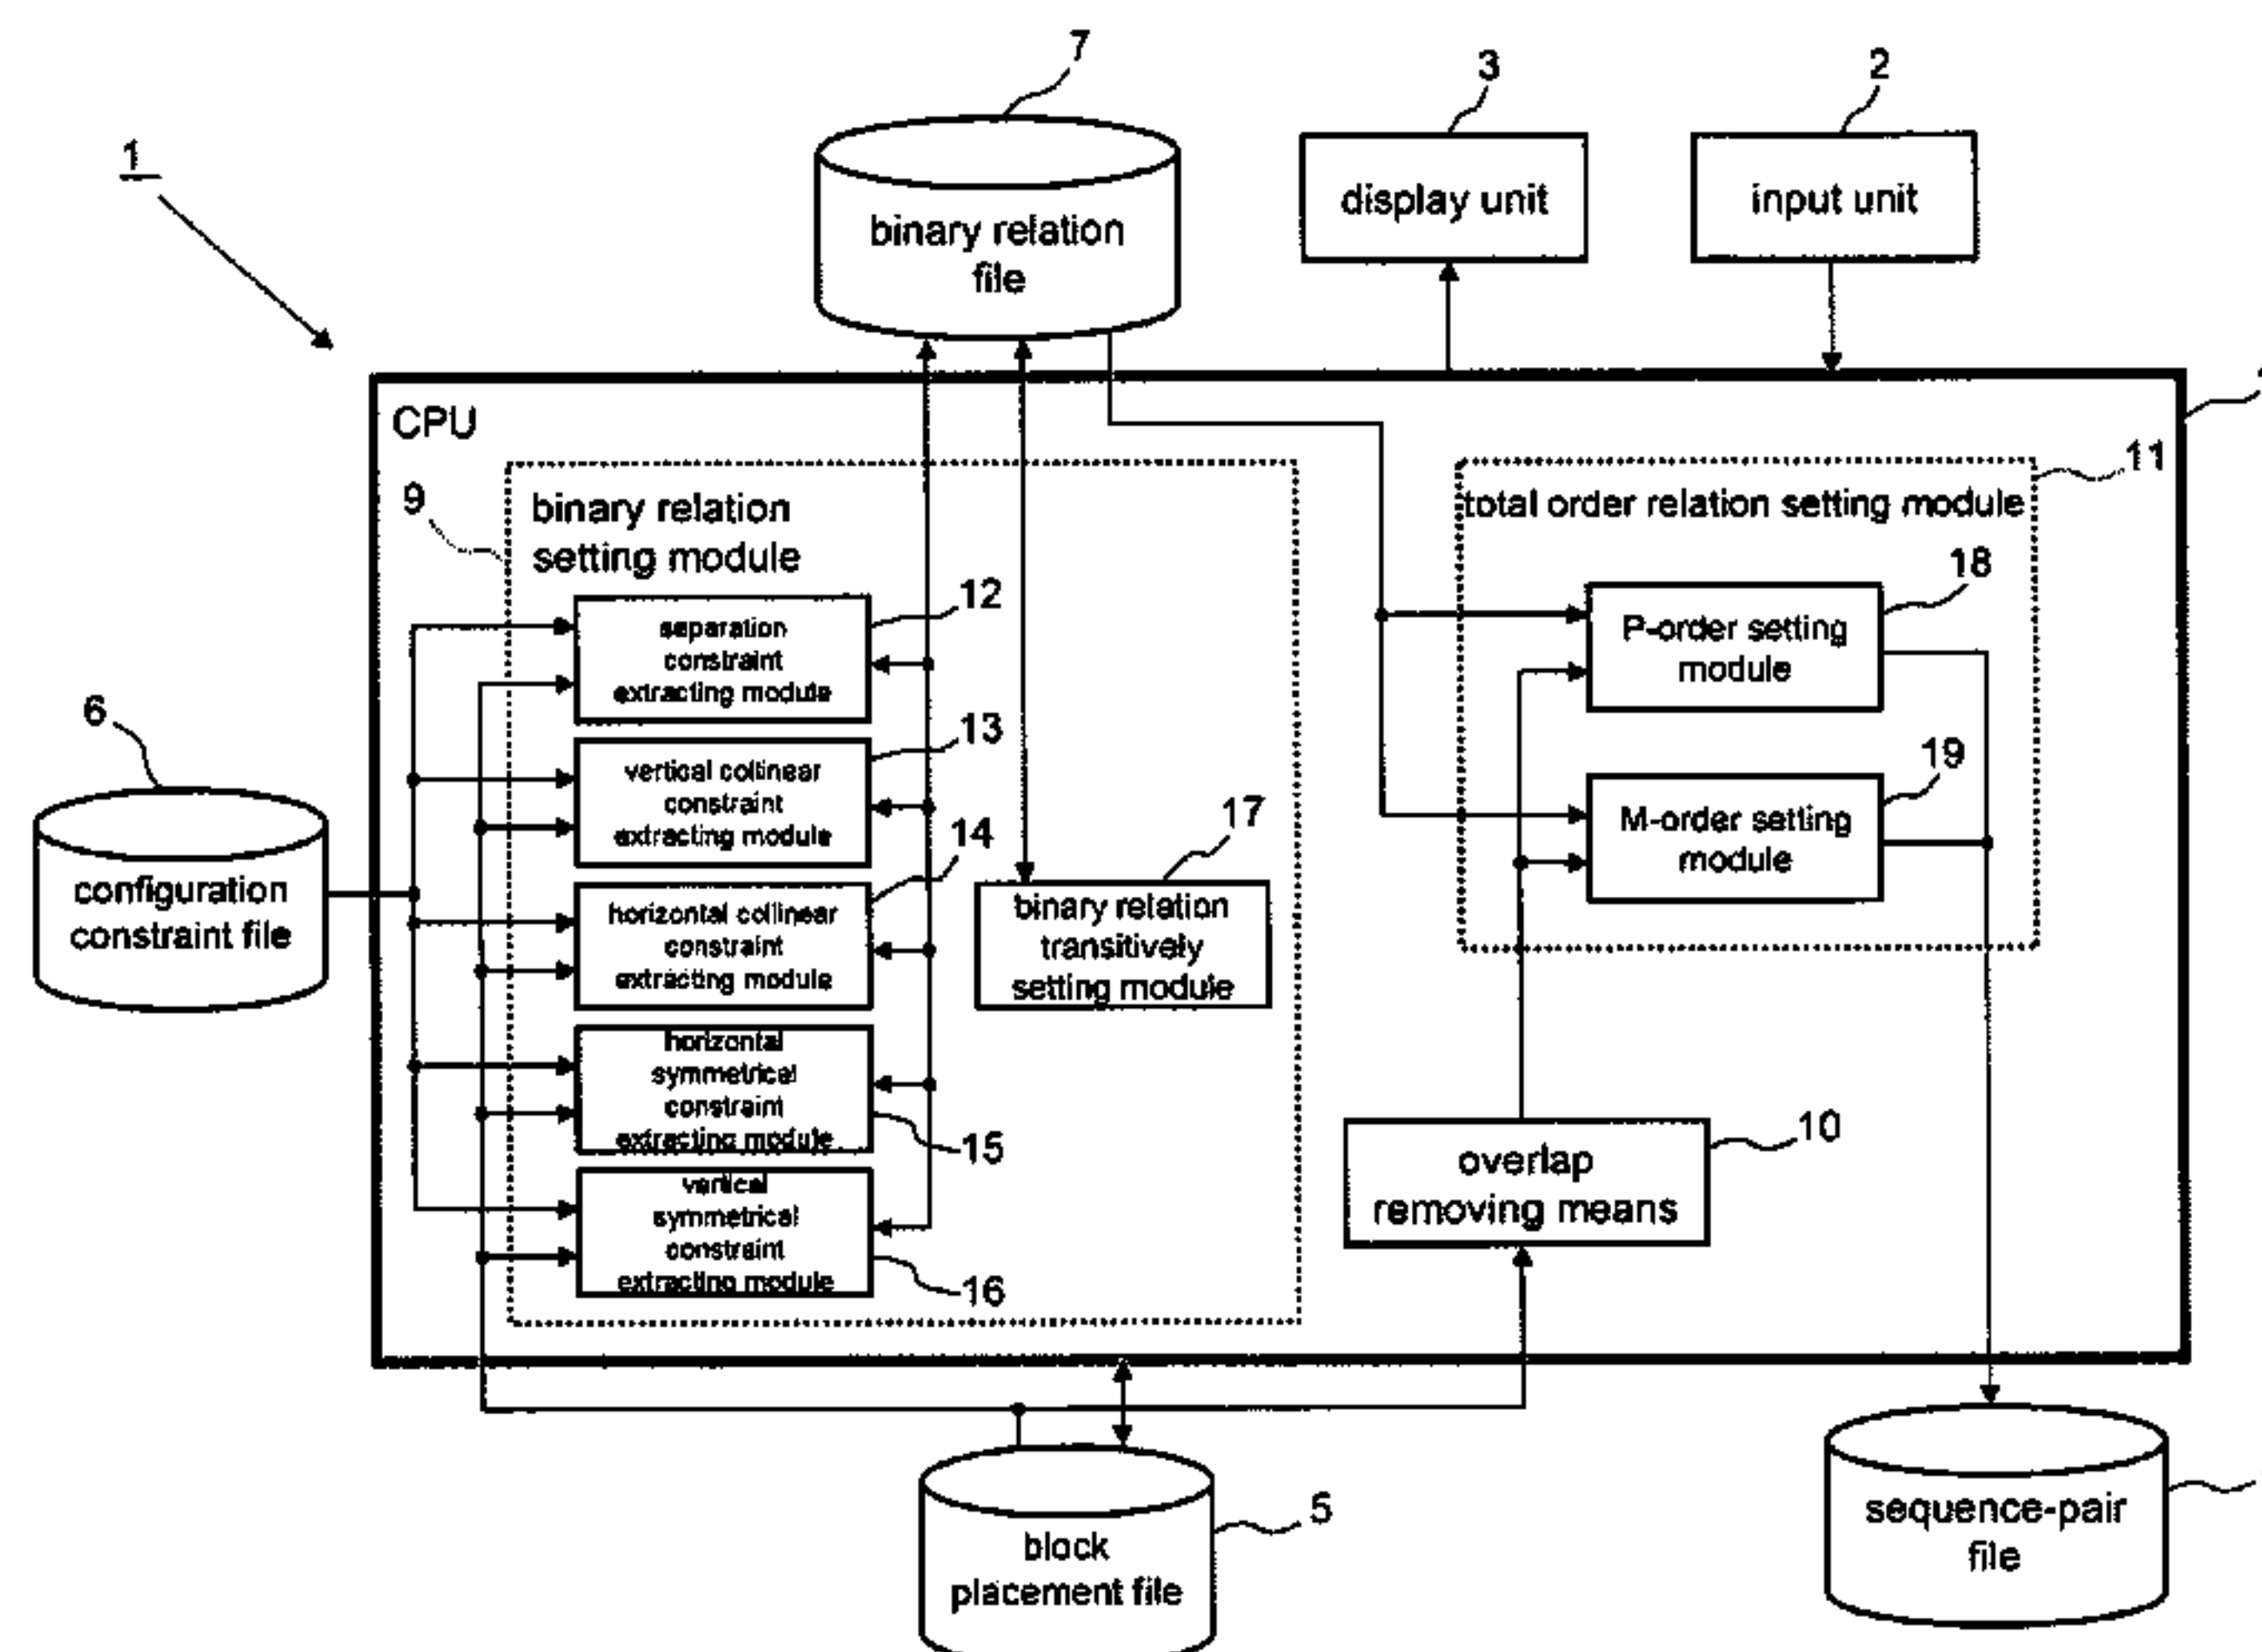 7
3
2
1
display unit
input unit
binary relation
file
CPU
11
9
binary relation
setting module
total order relation setting module
12
separation
constraint
extracting module
18
P-order setting
module
6
13
vertical collinear
constraint
extracting module
19
M-order setting
module
17
14
configuration
constraint file
horizontal collinear
constraint
extracting module
binary relation
transitively
setting module
horizontal
symmetrical
constraint
extracting module
15
10
overlap
removing means
vertical
symmetrical
constraint
extracting module
16
5
block
placement file
sequence-pair
file